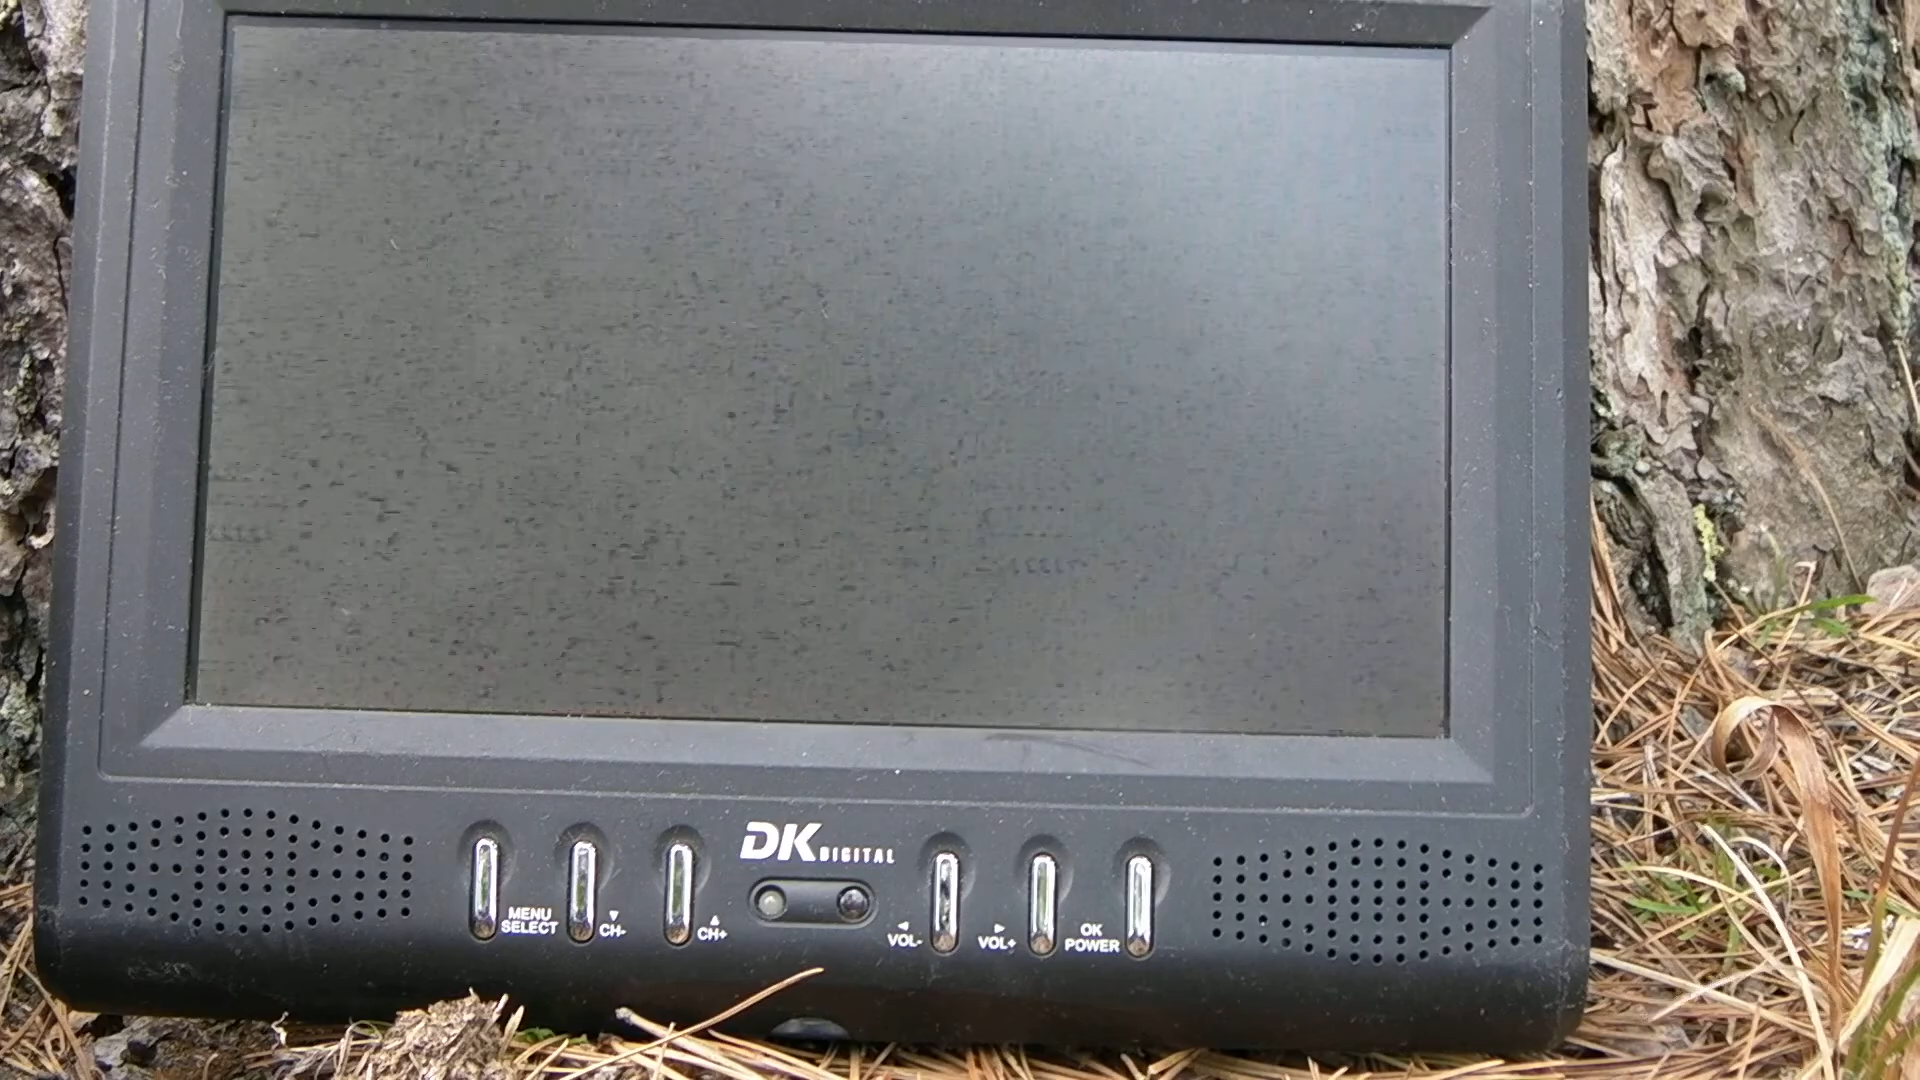 DK DIGITAL
MENU
SELECT
▼
CH-
▲
CH+
◄
VOL-
►
VOL+
OK
POWER